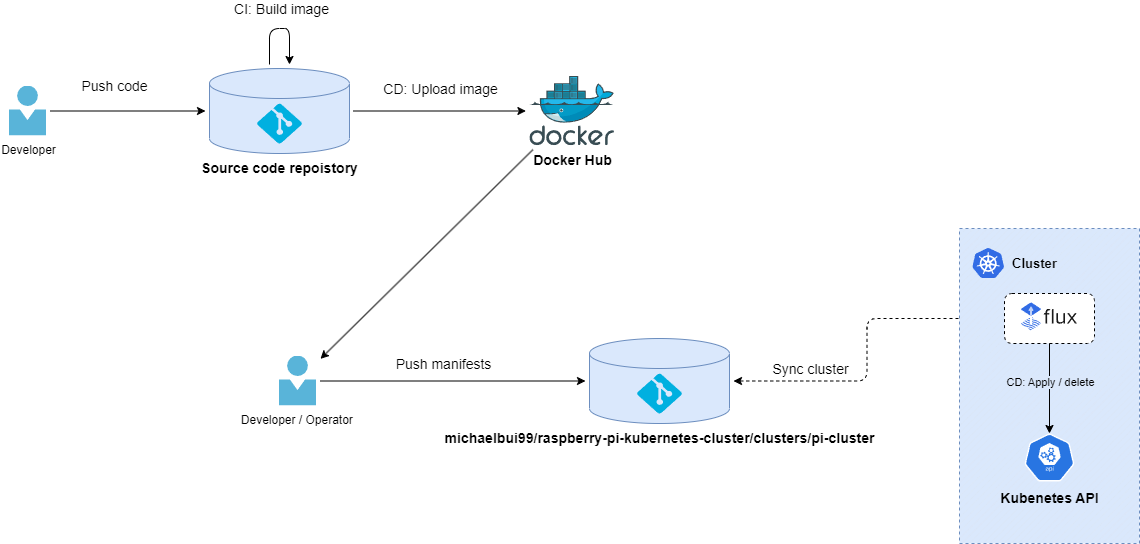 CI: Build image
Push code
CD: Upload image
docker
Developer
Docker Hub
Source code repoistory
Cluster
flux
Push manifests
Sync cluster
CD: Apply / delete
Developer / Operator
michaelbui99/raspberry-pi-kubernetes-cluster/clusters/pi-cluster
api
Kubenetes API